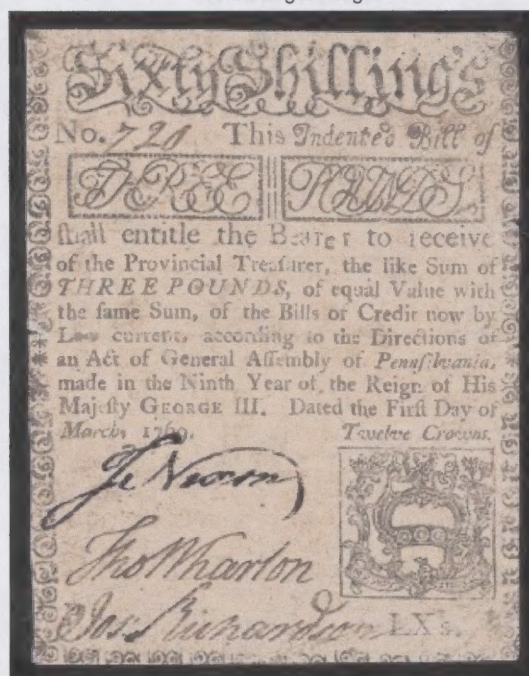 Sixty Shillings
No. 720 This Indented Bill of
THREE POUNDS
shall entitle the Bearer to receive
of the Provincial Treasurer, the like Sum of
THREE POUNDS, of equal Value with
the same Sum, of the Bills of Credit now by
Law current, according to the Directions of
an Act of General Assembly of Pennsylvania,
made in the Ninth Year of the Reign of His
Majesty GEORGE III. Dated the First Day of
March, 1769. Twelve Crowns.
Tho Wharton
Jos. Richardson LXs.